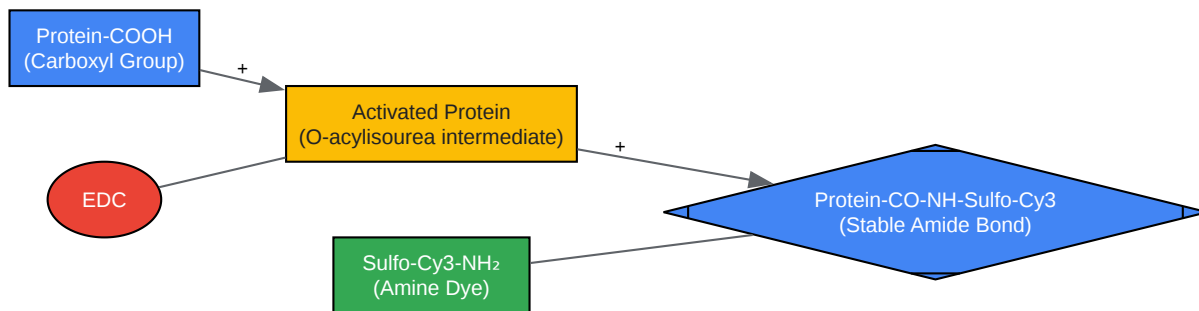 Protein-COOH
(Carboxyl Group)
+
Activated Protein
(O-acylisourea intermediate)
+
EDC
Protein-CO-NH-Sulfo-Cy3
(Stable Amide Bond)
Sulfo-Cy3-NH₂
(Amine Dye)